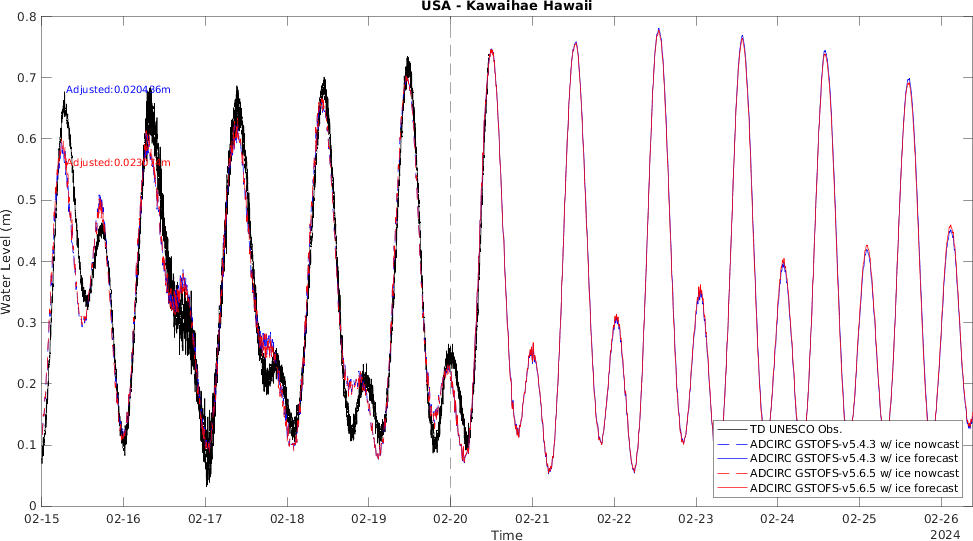 USA - Kawaihae Hawaii
0.8
0.7
0.6
0.5
0.4
0.3
0.2
0.1
0
Water Level (m)
Adjusted:0.020486m
TD UNESCO Obs.
ADCIRC GSTOFS-v5.4.3 w/ ice nowcast
ADCIRC GSTOFS-v5.4.3 w/ ice forecast
ADCIRC GSTOFS-v5.6.5 w/ ice nowcast
ADCIRC GSTOFS-v5.6.5 w/ ice forecast
02-15 02-16 02-17 02-18 02-19 02-20 02-21 02-22 02-23 02-24 02-25 02-26
Time
2024